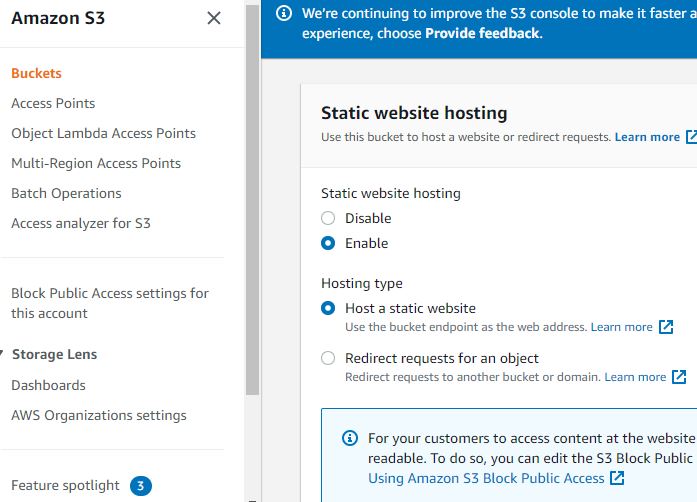 Amazon S3
Buckets
Access Points
Object Lambda Access Points
Multi-Region Access Points
Batch Operations
Access analyzer for S3
Block Public Access settings for
this account
Storage Lens
Dashboards
AWS Organizations settings
Feature spotlight 3
We're continuing to improve the S3 console to make it faster a
experience, choose Provide feedback.
Static website hosting
Use this bucket to host a website or redirect requests. Learn more
Static website hosting
Disable
Enable
Hosting type
Host a static website
Use the bucket endpoint as the web address. Learn more
Redirect requests for an object
Redirect requests to another bucket or domain. Learn more
For your customers to access content at the website
readable. To do so, you can edit the S3 Block Public
Using Amazon S3 Block Public Access